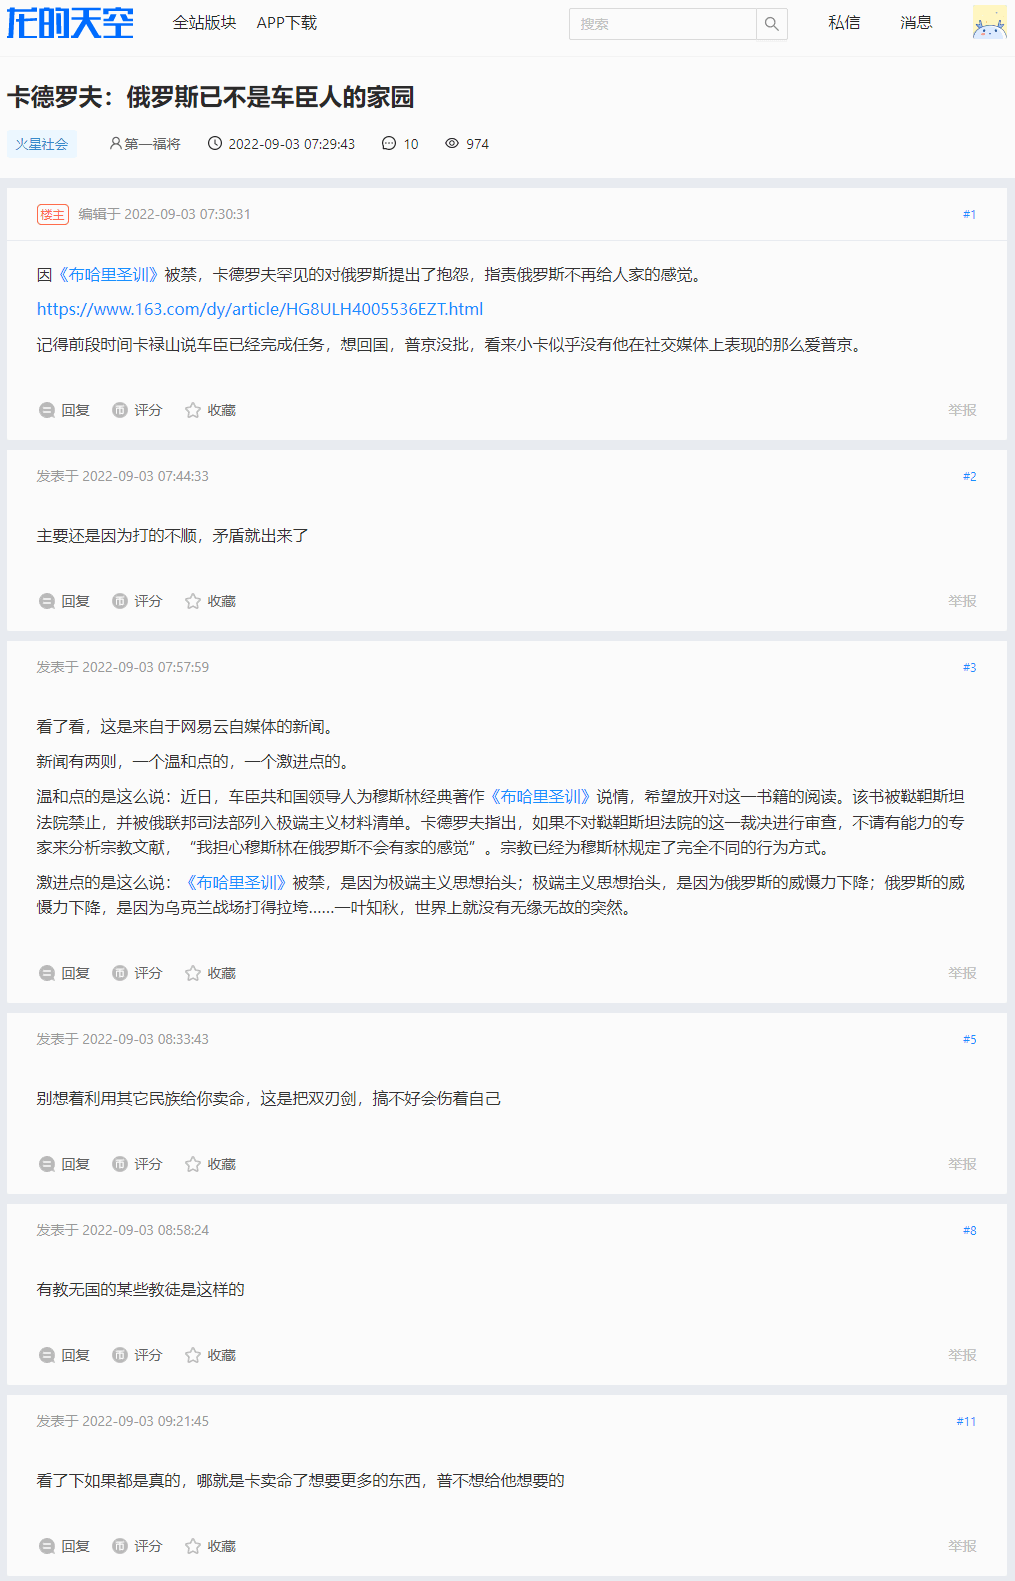 龙的天空 全站版块 APP下载 搜索 私信 消息
卡德罗夫：俄罗斯已不是车臣人的家园
火星社会 第一福将 2022-09-03 07:29:43 10 974
楼主 编辑于 2022-09-03 07:30:31 #1
因《布哈里圣训》被禁，卡德罗夫罕见的对俄罗斯提出了抱怨，指责俄罗斯不再给人家的感觉。
https://www.163.com/dy/article/HG8ULH4005536EZT.html
记得前段时间卡禄山说车臣已经完成任务，想回国，普京没批，看来小卡似乎没有他在社交媒体上表现的那么爱普京。
回复 评分 收藏 举报
发表于 2022-09-03 07:44:33 #2
主要还是因为打的不顺，矛盾就出来了
回复 评分 收藏 举报
发表于 2022-09-03 07:57:59 #3
看了看，这是来自于网易云自媒体的新闻。
新闻有两则，一个温和点的，一个激进点的。
温和点的是这么说：近日，车臣共和国领导人为穆斯林经典著作《布哈里圣训》说情，希望放开对这一书籍的阅读。该书被鞑靼斯坦
法院禁止，并被俄联邦司法部列入极端主义材料清单。卡德罗夫指出，如果不对鞑靼斯坦法院的这一裁决进行审查，不请有能力的专
家来分析宗教文献，“我担心穆斯林在俄罗斯不会有家的感觉”。宗教已经为穆斯林规定了完全不同的行为方式。
激进点的是这么说：《布哈里圣训》被禁，是因为极端主义思想抬头；极端主义思想抬头，是因为俄罗斯的威慑力下降；俄罗斯的威
慑力下降，是因为乌克兰战场打得拉垮……一叶知秋，世界上就没有无缘无故的突然。
回复 评分 收藏 举报
发表于 2022-09-03 08:33:43 #5
别想着利用其它民族给你卖命，这是把双刃剑，搞不好会伤着自己
回复 评分 收藏 举报
发表于 2022-09-03 08:58:24 #8
有教无国的某些教徒是这样的
回复 评分 收藏 举报
发表于 2022-09-03 09:21:45 #11
看了下如果都是真的，哪就是卡卖命了想要更多的东西，普不想给他想要的
回复 评分 收藏 举报